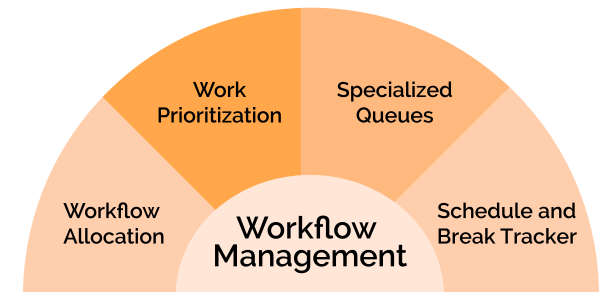 Work
Prioritization
Specialized
Queues
Workflow
Allocation
Schedule and
Break Tracker
Workflow
Management